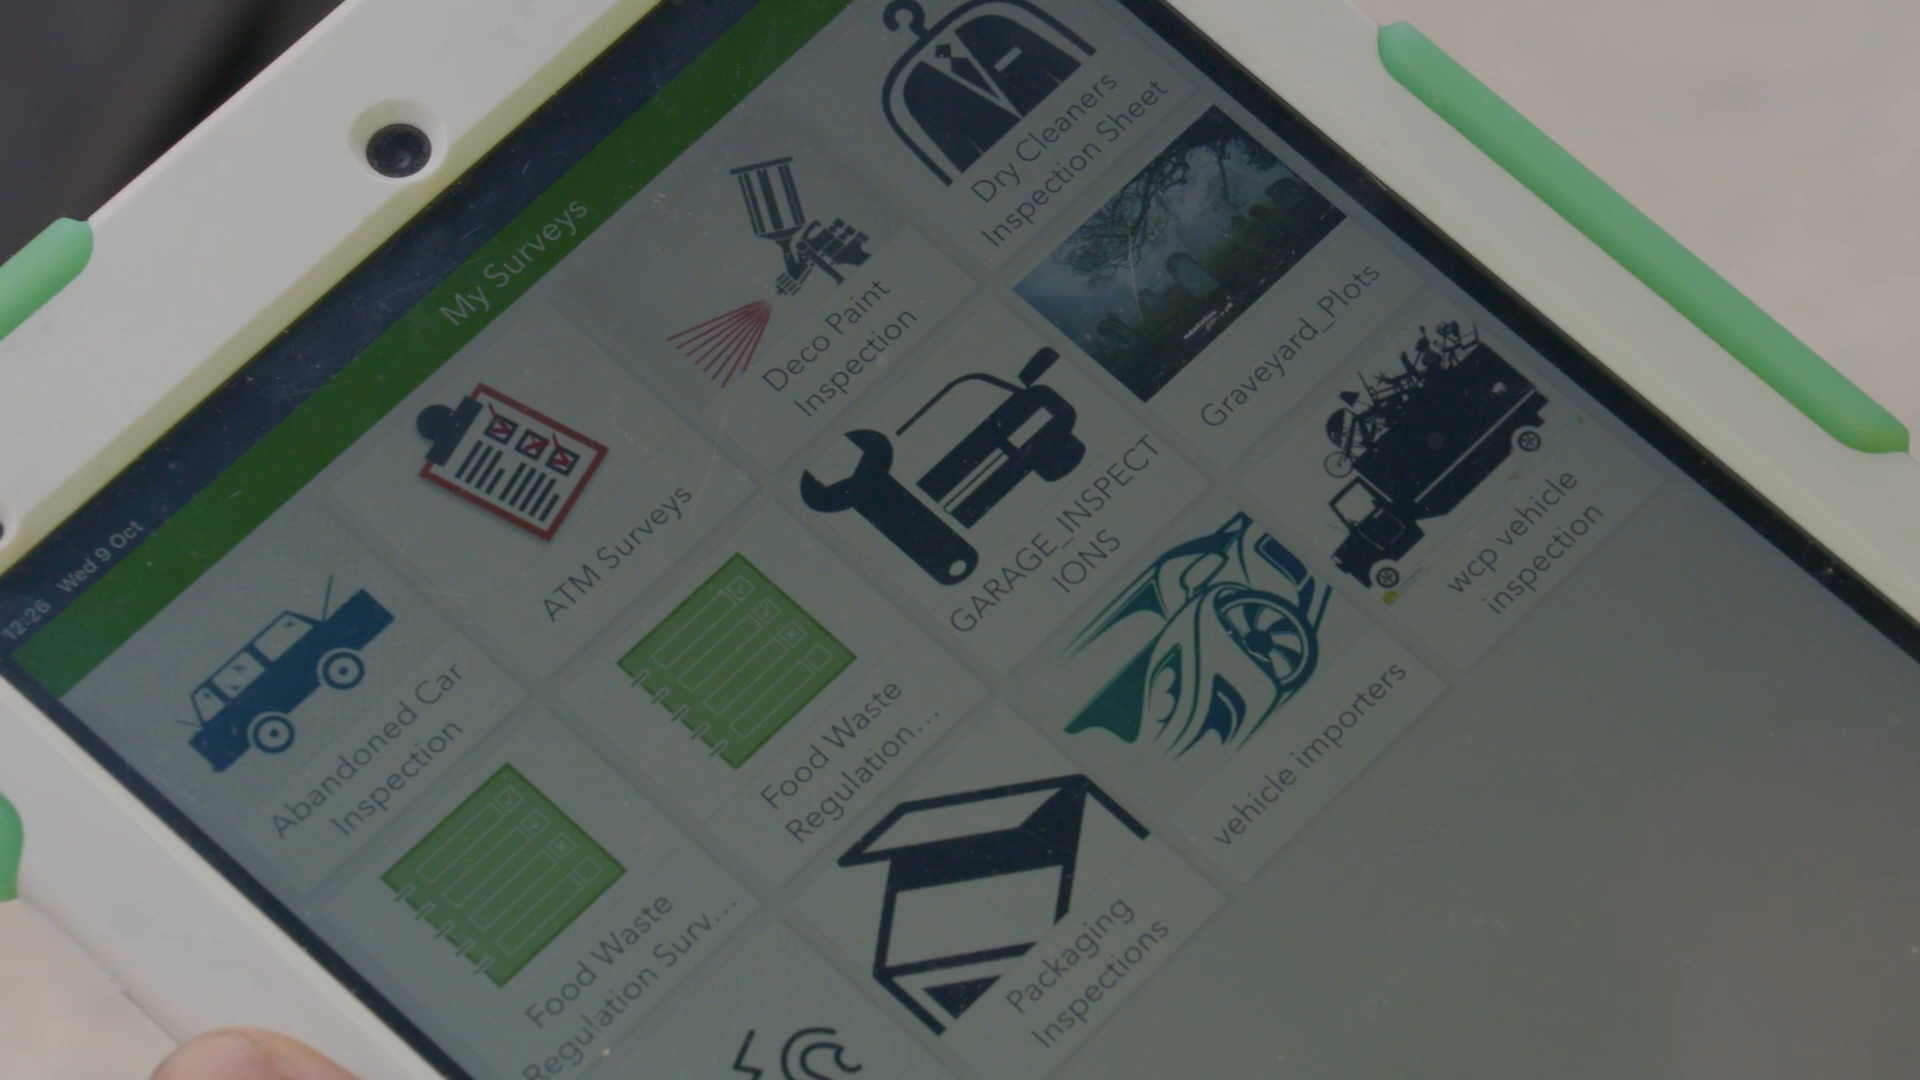 12:26 Wed 9 Oct
My Surveys
Abandoned Car
Inspection
ATM Surveys
Deco Paint
Inspection
Dry Cleaners
Inspection Sheet
Food Waste
Regulation Surv....
Food Waste
Regulation...
GARAGE_INSPECT
IONS
Graveyard_Plots
Packaging
Inspections
vehicle importers
wcp vehicle
inspection